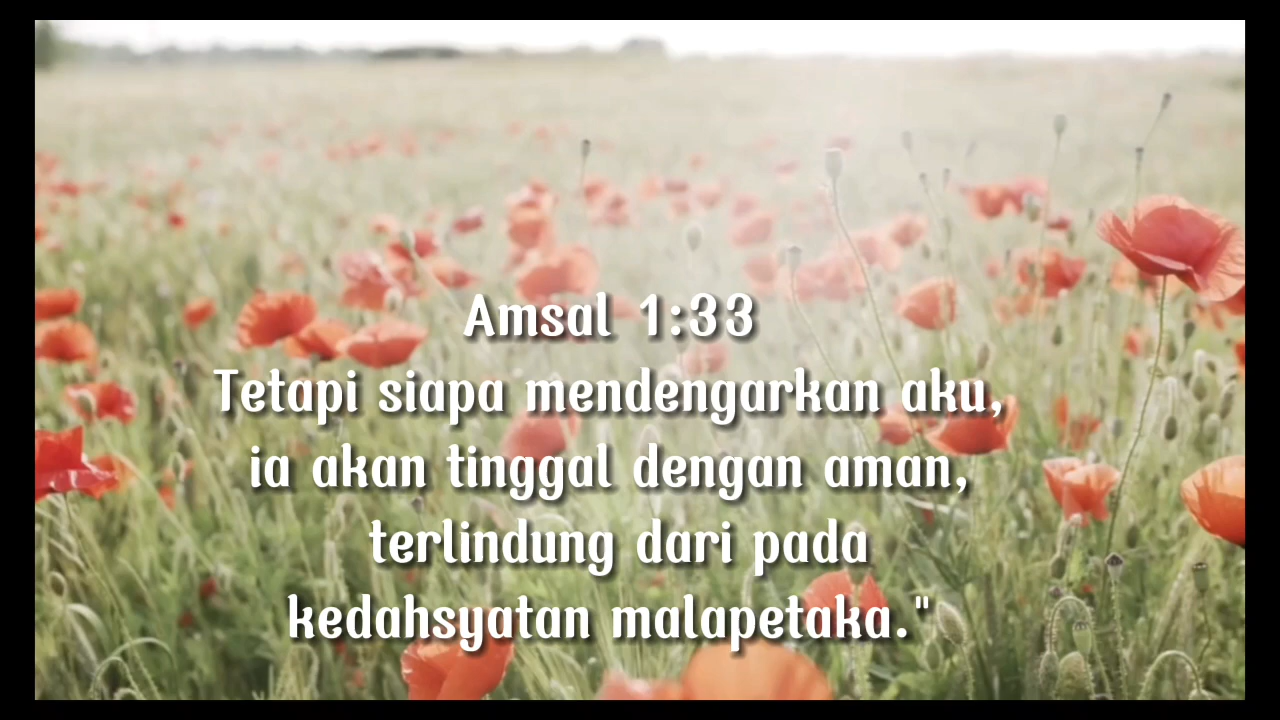 Amsal 1:33
Tetapi siapa mendengarkan aku,
ia akan tinggal dengan aman,
terlindung dari pada
kedahsyatan malapetaka."